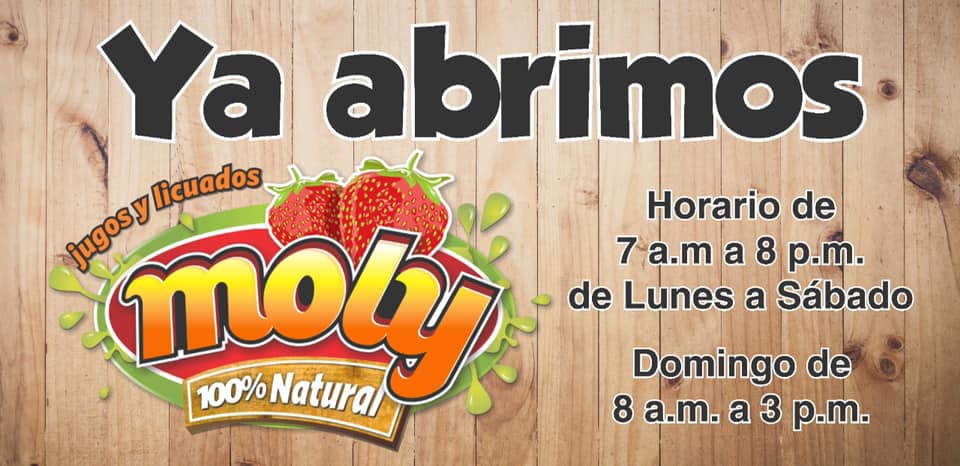 Ya abrimos
jugos y licuados
moly
100% Natural
Horario de
7 a.m a 8 p.m.
de Lunes a Sábado
Domingo de
8 a.m. a 3 p.m.